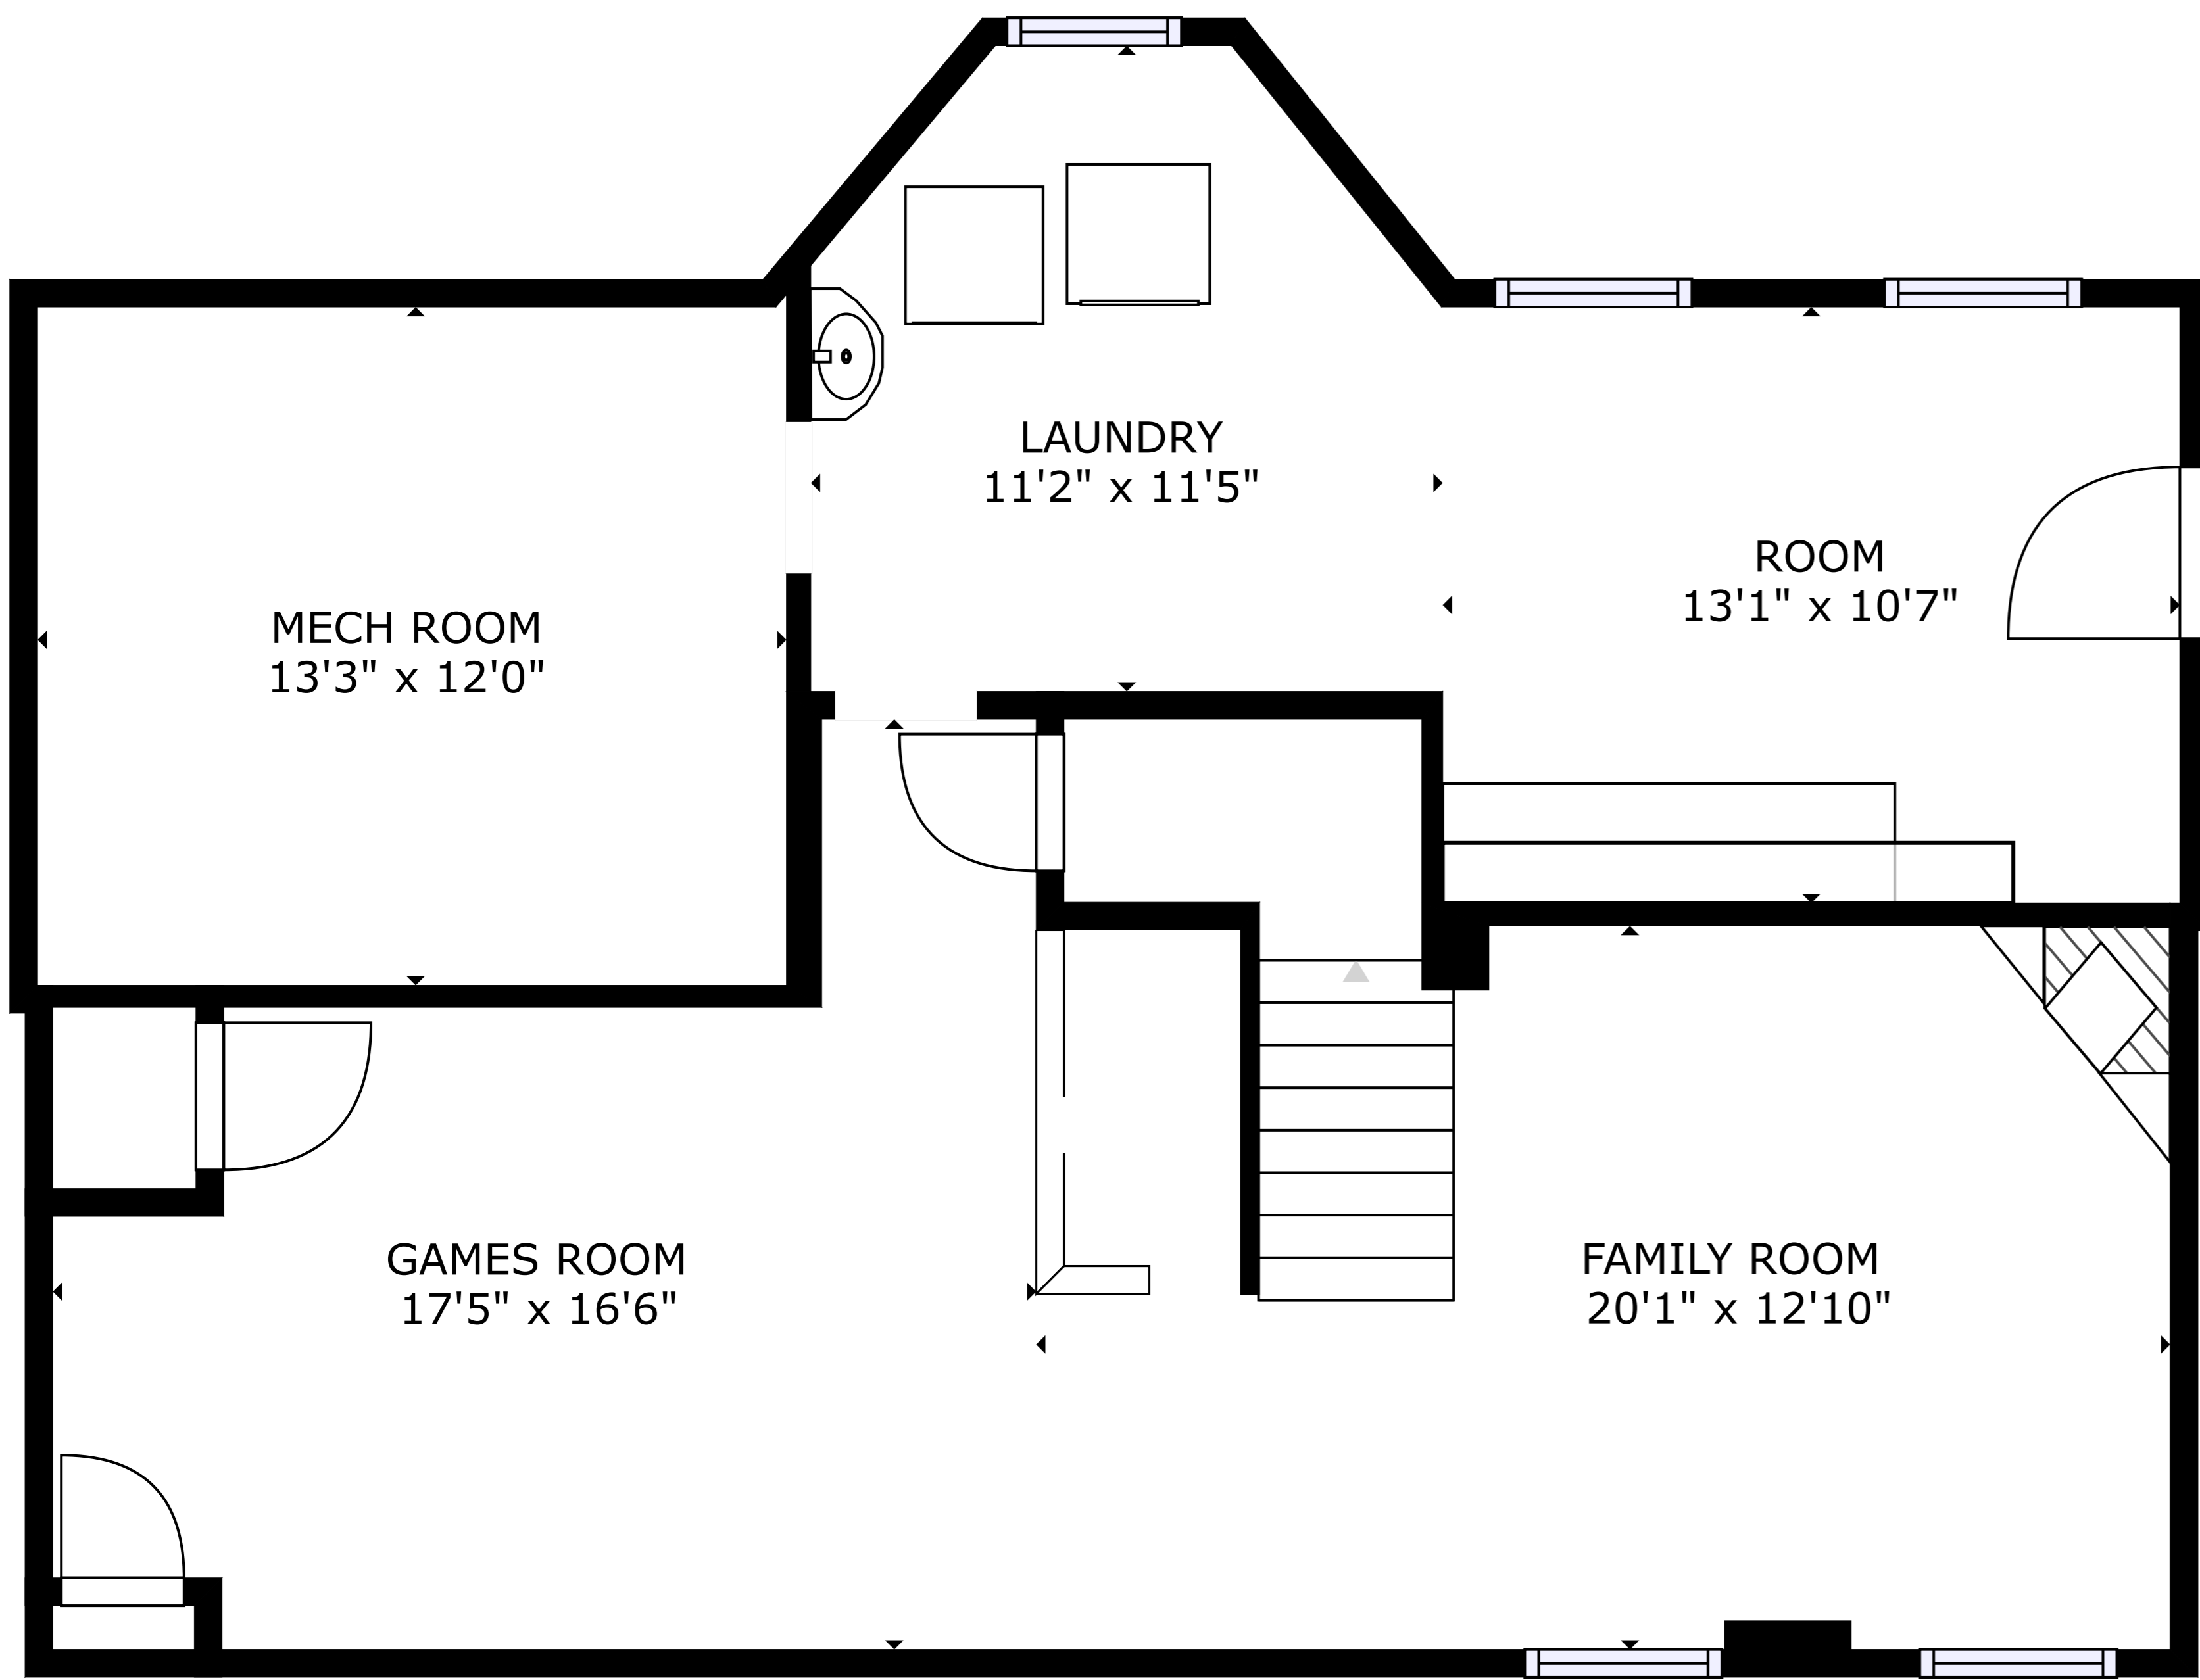 LAUNDRY
11'2" x 11'5"
ROOM
13'1" x 10'7"
MECH ROOM
13'3" x 12'0"
GAMES ROOM
17'5" x 16'6"
FAMILY ROOM
20'1" x 12'10"